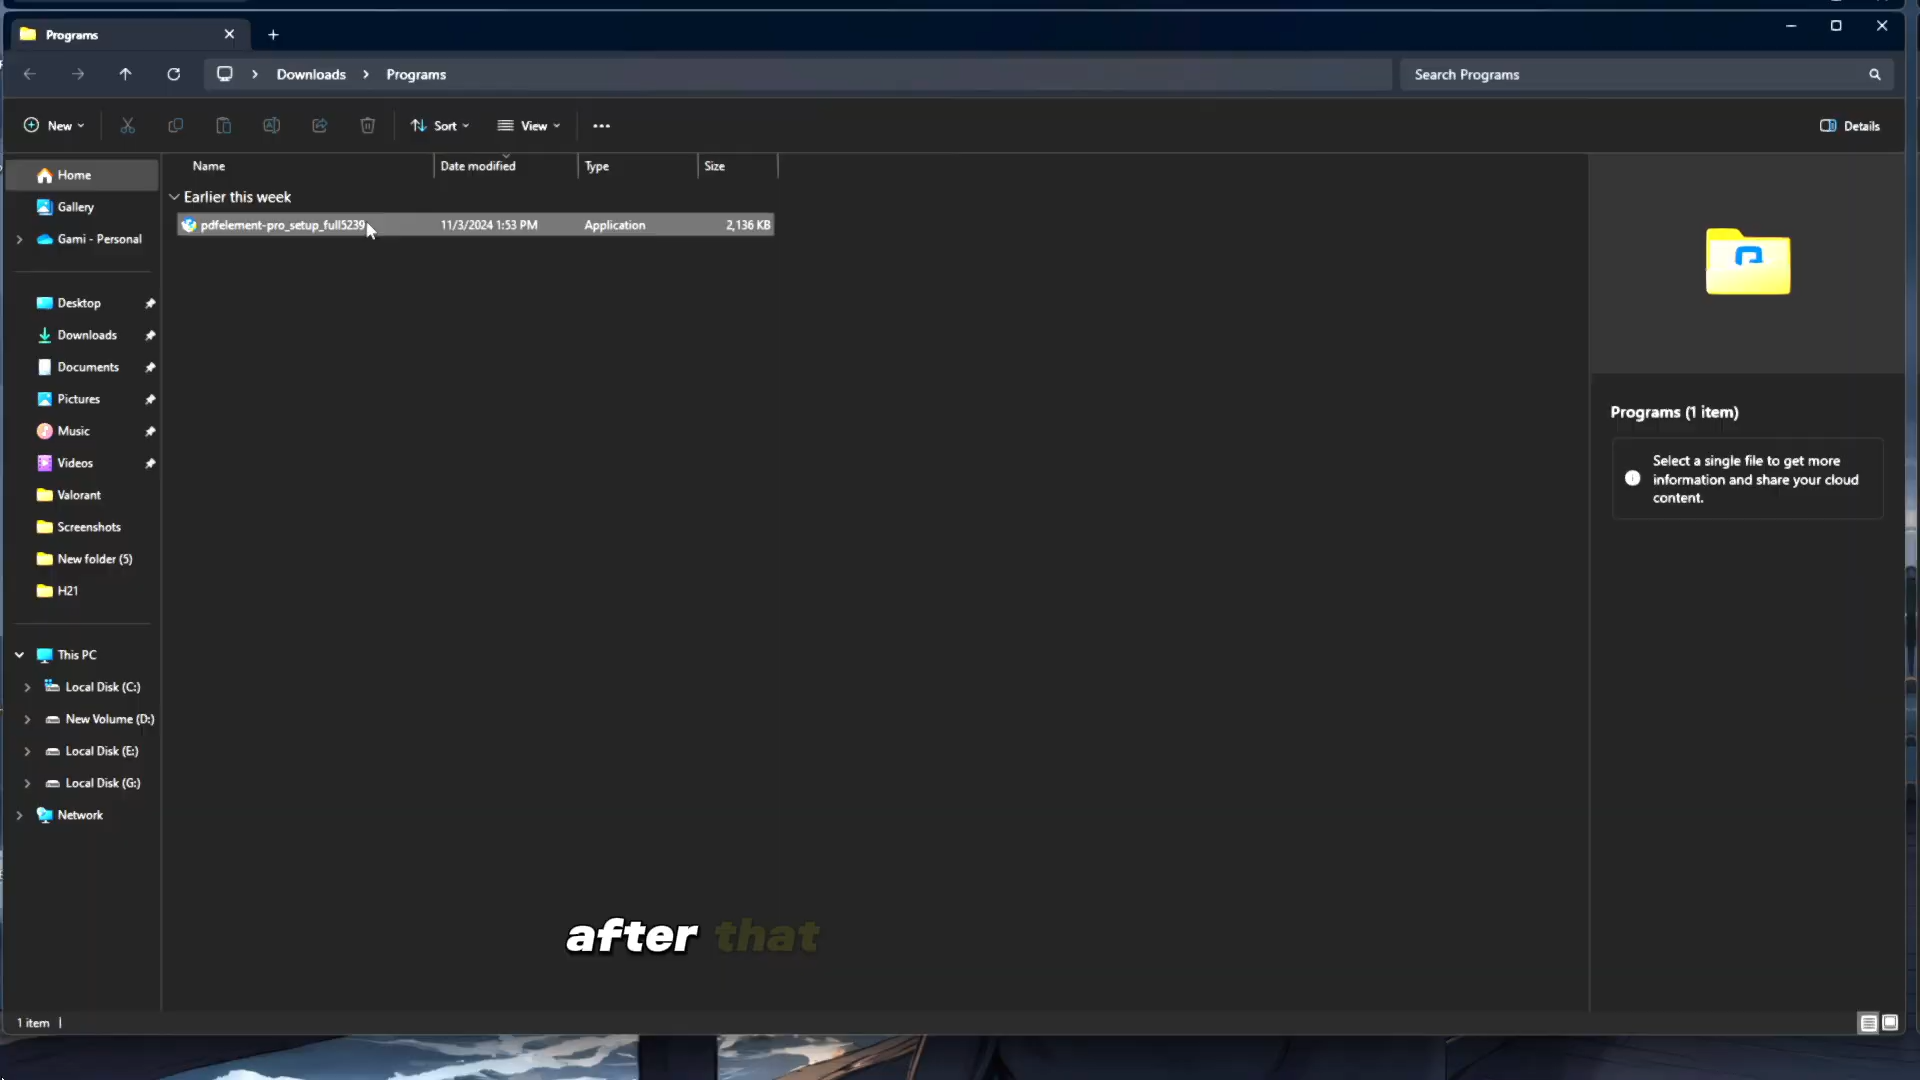 Programs
Downloads > Programs
Search Programs
New
Sort
View
Details
Name
Date modified
Type
Size
Earlier this week
pdfelement-pro_setup_full5239
11/3/2024 1:53 PM
Application
2,136 KB
Home
Gallery
Gami - Personal
Desktop
Downloads
Documents
Pictures
Music
Videos
Valorant
Screenshots
New folder (5)
H21
This PC
Local Disk (C:)
New Volume (D:)
Local Disk (E:)
Local Disk (G:)
Network
Programs (1 item)
Select a single file to get more
information and share your cloud
content.
after that
1 item